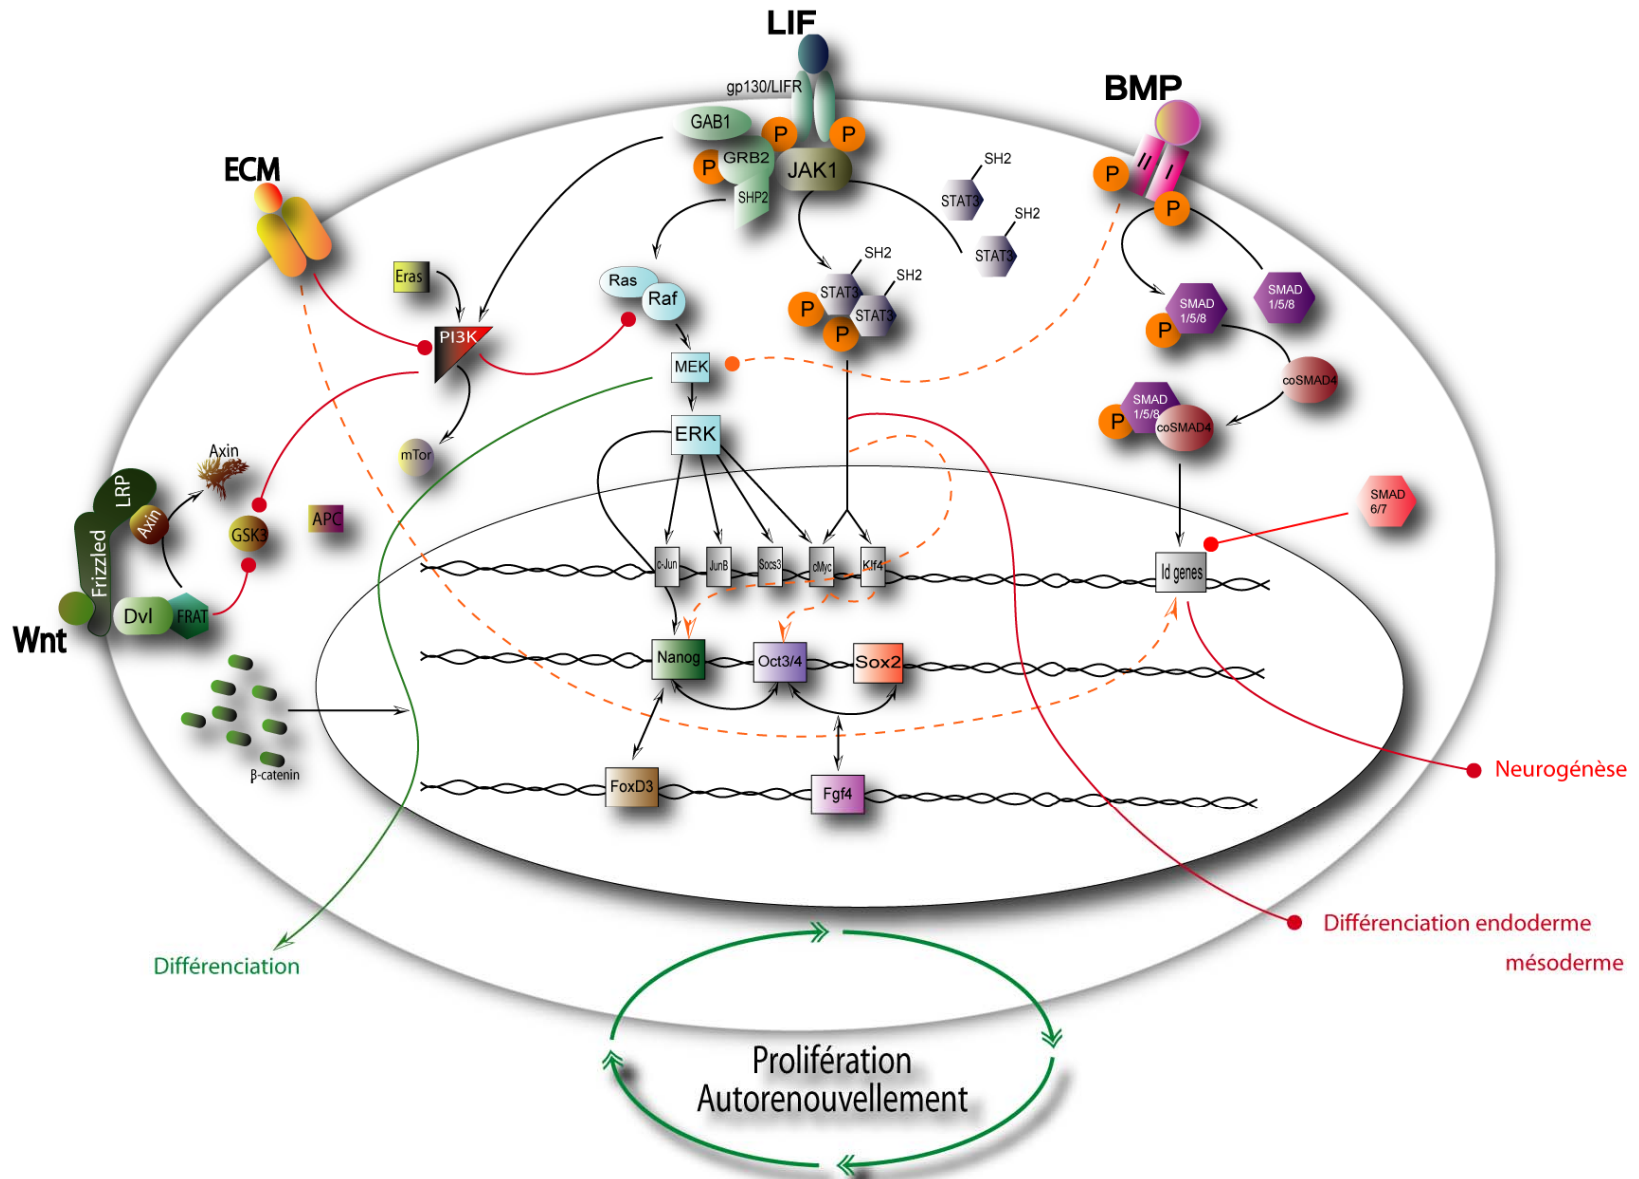 LIF
gp130/LIFR
BMP
GAB1
P
P
ECM
P
GRB2
JAK1
SH2
II
I
P
SHP2
STAT3
P
SH2
STAT3
SH2
Eras
Ras
SH2
Raf
STAT3
SMAD
1/5/8
SMAD
1/5/8
P
STAT3
P
P
PI3K
MEK
coSMAD4
SMAD
1/5/8
P
coSMAD4
ERK
mTor
Axin
LRP
SMAD
6/7
Axin
GSK3
APC
Frizzled
c-Jun
JunB
Socs3
cMyc
Klf4
Id genes
Dvl
FRAT
Wnt
Nanog
Oct3/4
Sox2
β-catenin
FoxD3
Fgf4
Neurogénèse
Différenciation endoderme
mésoderme
Différenciation
Prolifération
Autorenouvellement